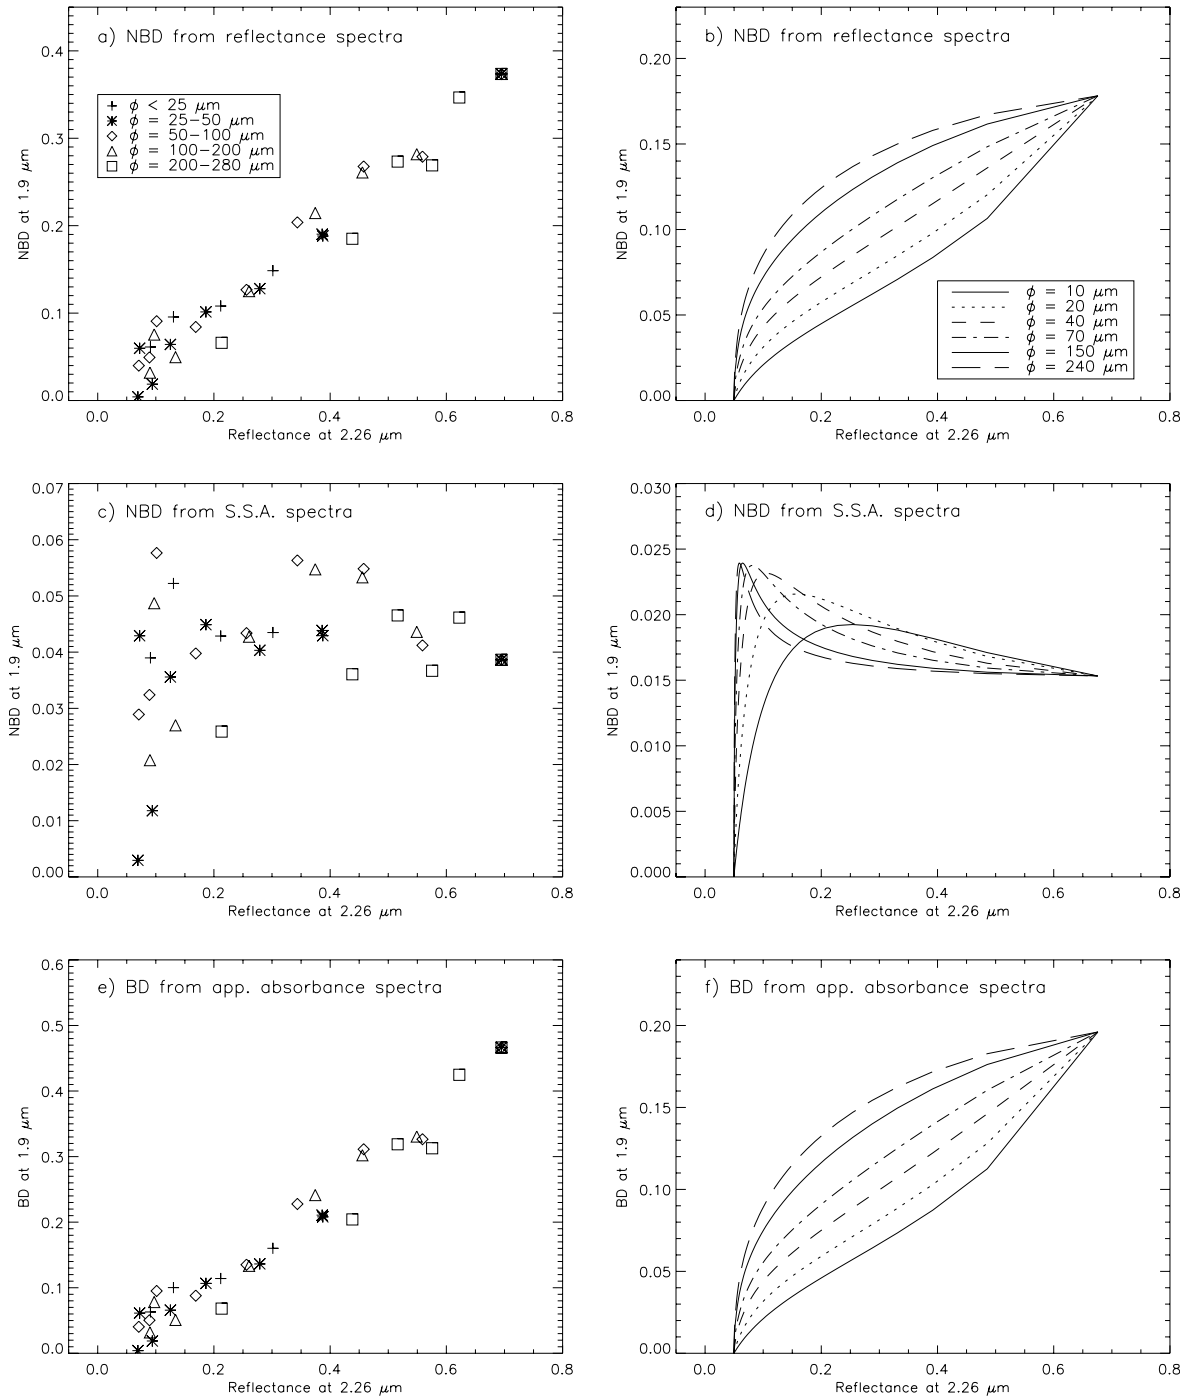 a) NBD from reflectance spectra
0.4
0.3
0.2
0.1
0.0
NBD at 1.9 μm
ϕ < 25 μm
ϕ = 25−50 μm
ϕ = 50−100 μm
ϕ = 100−200 μm
ϕ = 200−280 μm
0.0 0.2 0.4 0.6 0.8
Reflectance at 2.26 μm
b) NBD from reflectance spectra
0.20
0.15
0.10
0.05
0.00
NBD at 1.9 μm
ϕ = 10 μm
ϕ = 20 μm
ϕ = 40 μm
ϕ = 70 μm
ϕ = 150 μm
ϕ = 240 μm
0.0 0.2 0.4 0.6 0.8
Reflectance at 2.26 μm
c) NBD from S.S.A. spectra
0.07
0.06
0.05
0.04
0.03
0.02
0.01
0.00
NBD at 1.9 μm
0.0 0.2 0.4 0.6 0.8
Reflectance at 2.26 μm
d) NBD from S.S.A. spectra
0.030
0.025
0.020
0.015
0.010
0.005
0.000
NBD at 1.9 μm
0.0 0.2 0.4 0.6 0.8
Reflectance at 2.26 μm
e) BD from app. absorbance spectra
0.6
0.5
0.4
0.3
0.2
0.1
0.0
BD at 1.9 μm
0.0 0.2 0.4 0.6 0.8
Reflectance at 2.26 μm
f) BD from app. absorbance spectra
0.20
0.15
0.10
0.05
0.00
BD at 1.9 μm
0.0 0.2 0.4 0.6 0.8
Reflectance at 2.26 μm